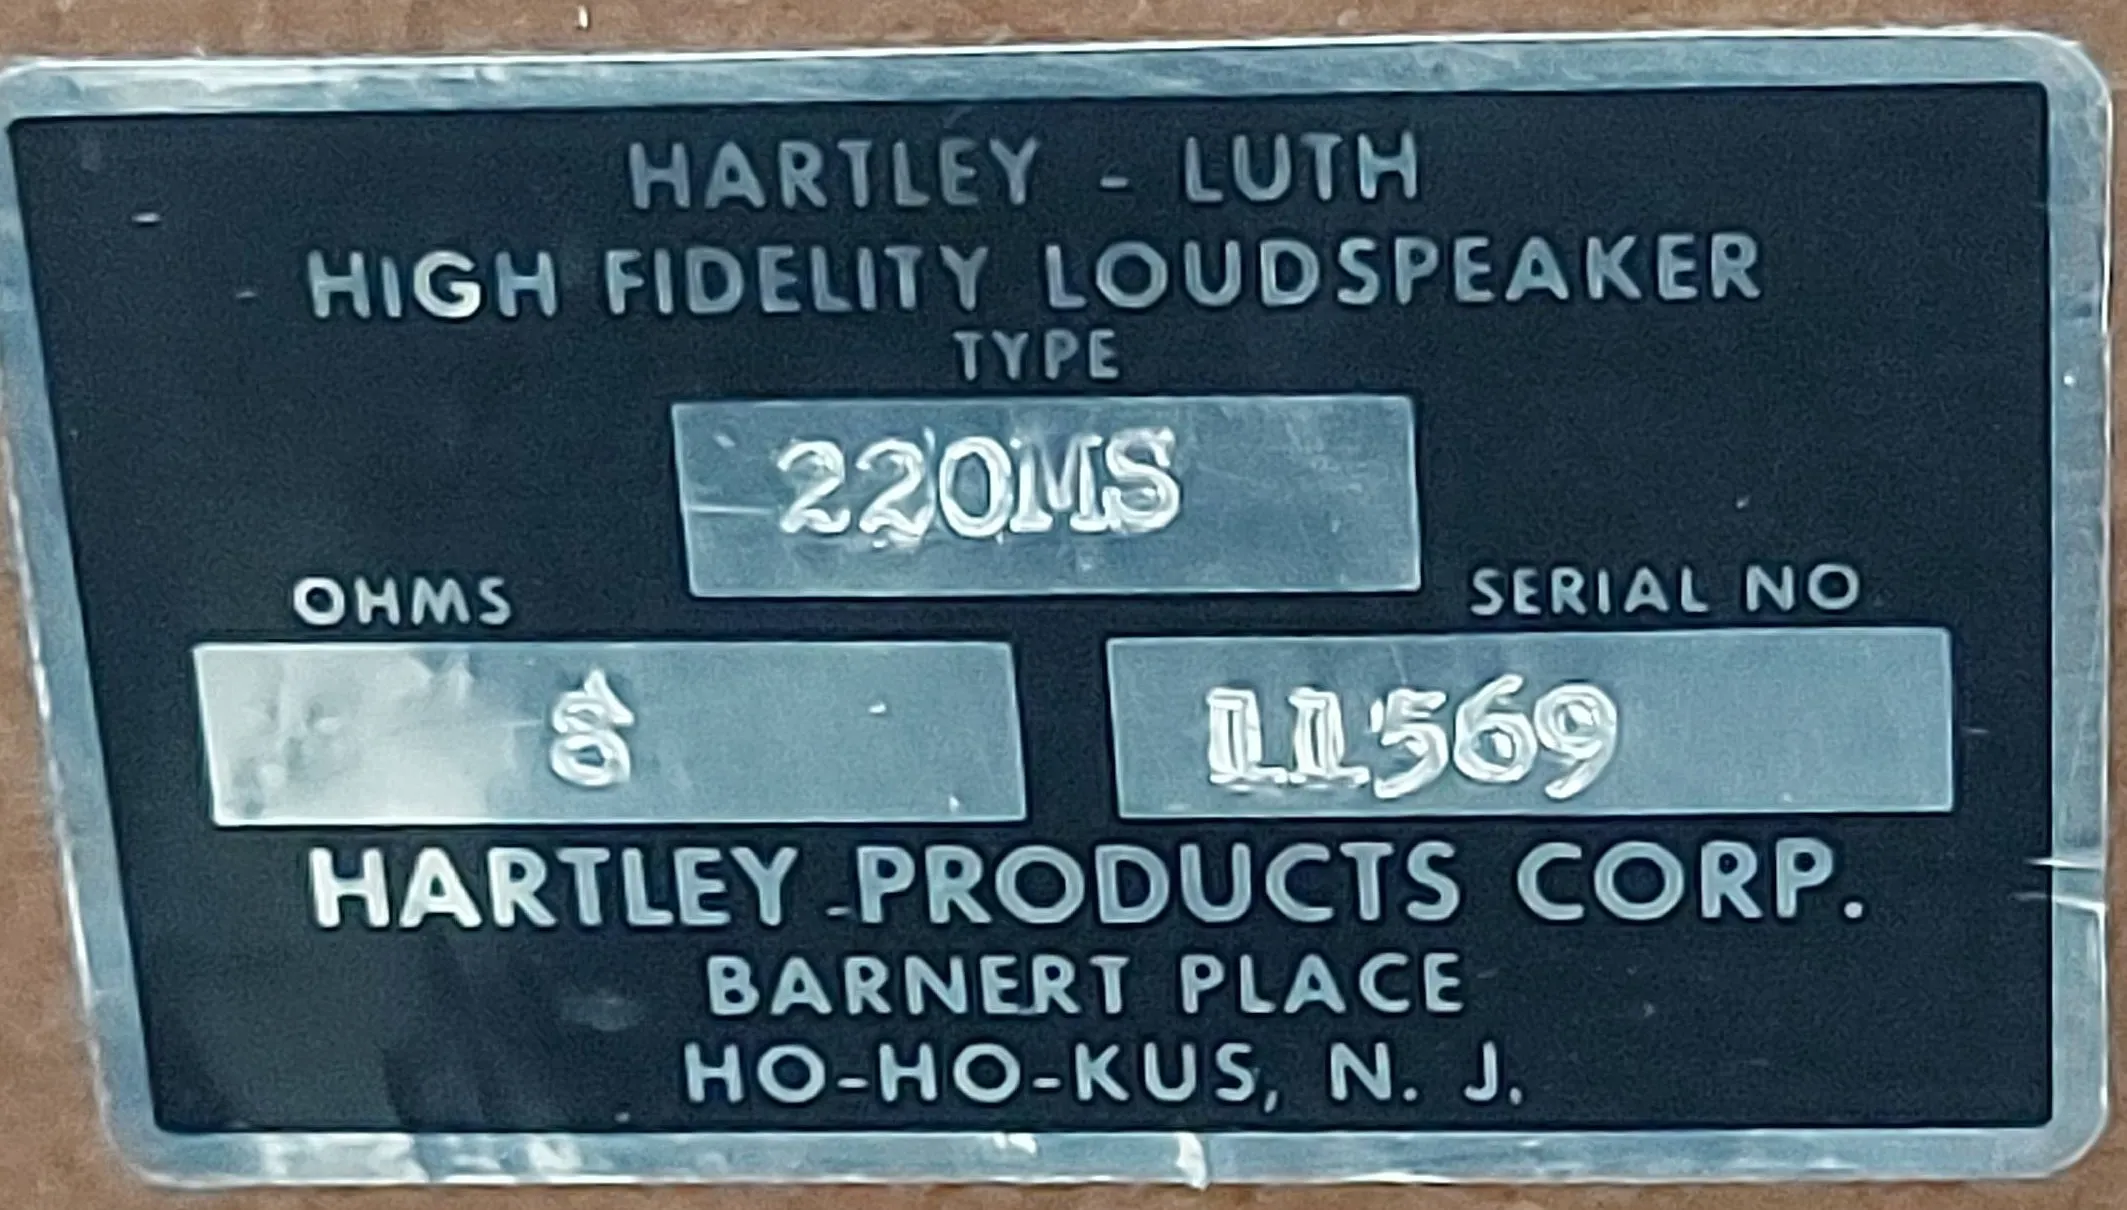 HARTLEY - LUTH
HIGH FIDELITY LOUDSPEAKER
TYPE
220MS
OHMS
8
SERIAL NO
11569
HARTLEY PRODUCTS CORP.
BARNERT PLACE
HO-HO-KUS, N. J.